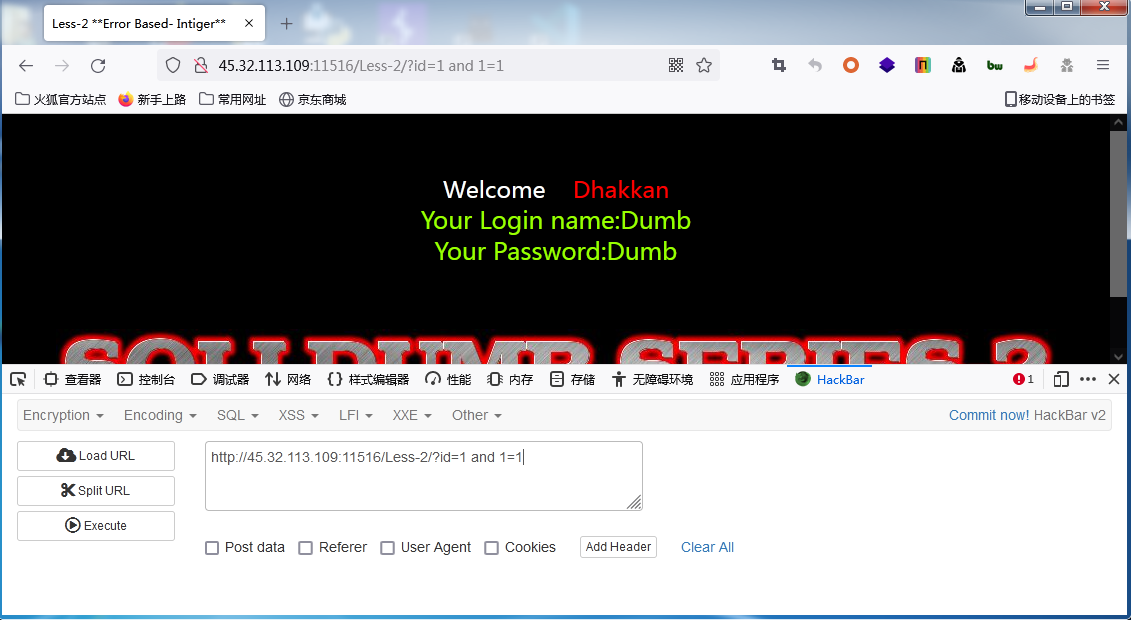 Less-2 **Error Based- Intiger**
45.32.113.109:11516/Less-2/?id=1 and 1=1
bw
火狐官方站点 新手上路 常用网址 京东商城 移动设备上的书签
Welcome Dhakkan
Your Login name:Dumb
Your Password:Dumb
SQLI DUMB SERIES-2
查看器 控制台 调试器 网络 样式编辑器 性能 内存 存储 无障碍环境 应用程序 HackBar 1
Encryption Encoding SQL XSS LFI XXE Other Commit now! HackBar v2
Load URL
http://45.32.113.109:11516/Less-2/?id=1 and 1=1
Split URL
Execute
Post data Referer User Agent Cookies Add Header Clear All